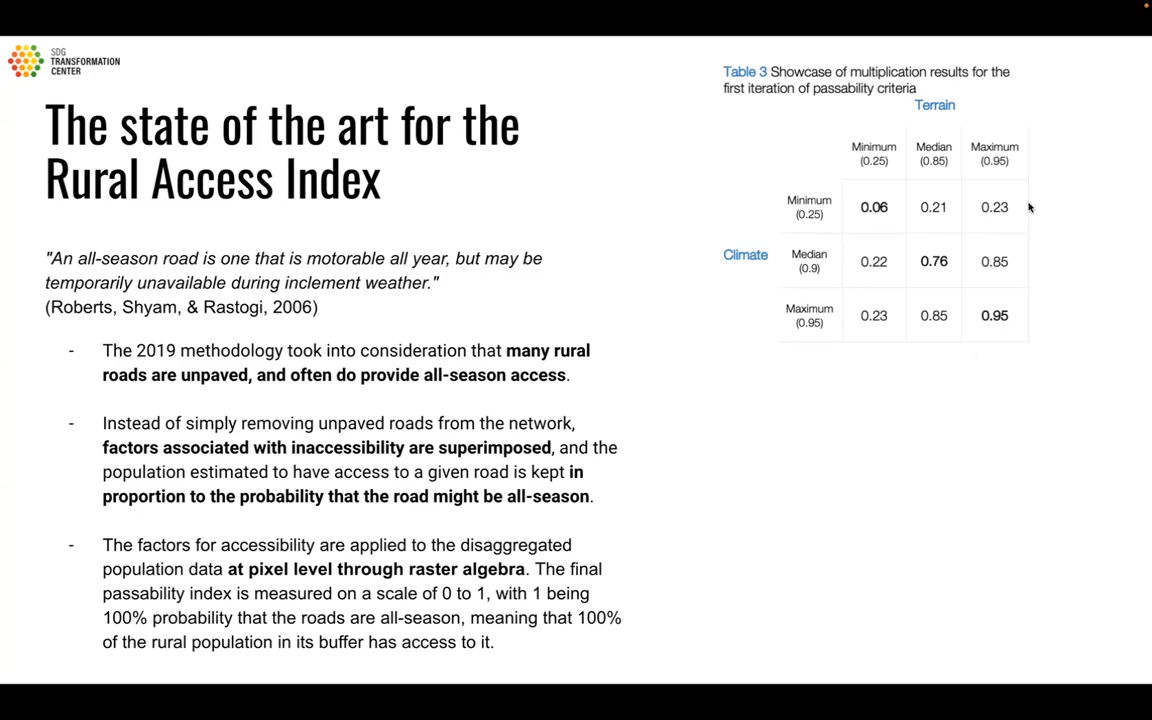 SDG
TRANSFORMATION
CENTER
The state of the art for the
Rural Access Index
"An all-season road is one that is motorable all year, but may be
temporarily unavailable during inclement weather."
(Roberts, Shyam, & Rastogi, 2006)
- The 2019 methodology took into consideration that many rural
roads are unpaved, and often do provide all-season access.
- Instead of simply removing unpaved roads from the network,
factors associated with inaccessibility are superimposed, and the
population estimated to have access to a given road is kept in
proportion to the probability that the road might be all-season.
- The factors for accessibility are applied to the disaggregated
population data at pixel level through raster algebra. The final
passability index is measured on a scale of 0 to 1, with 1 being
100% probability that the roads are all-season, meaning that 100%
of the rural population in its buffer has access to it.
Table 3 Showcase of multiplication results for the
first iteration of passability criteria
Terrain
Minimum Median Maximum
(0.25) (0.85) (0.95)
Minimum
(0.25) 0.06 0.21 0.23
Climate Median
(0.9) 0.22 0.76 0.85
Maximum
(0.95) 0.23 0.85 0.95